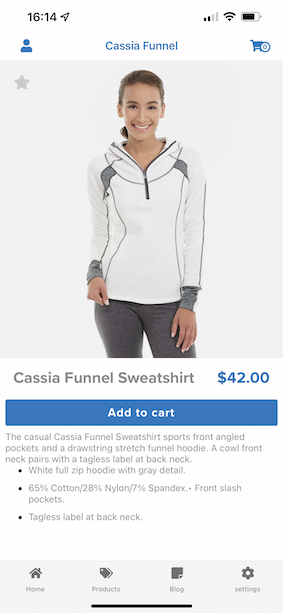 16:14
Cassia Funnel
0
Cassia Funnel Sweatshirt $42.00
Add to cart
The casual Cassia Funnel Sweatshirt sports front angled
pockets and a drawstring stretch funnel hoodie. A cowl front
neck pairs with a tagless label at back neck.
• White full zip hoodie with gray detail.
• 65% Cotton/28% Nylon/7% Spandex.• Front slash
pockets.
• Tagless label at back neck.
Home Products Blog settings